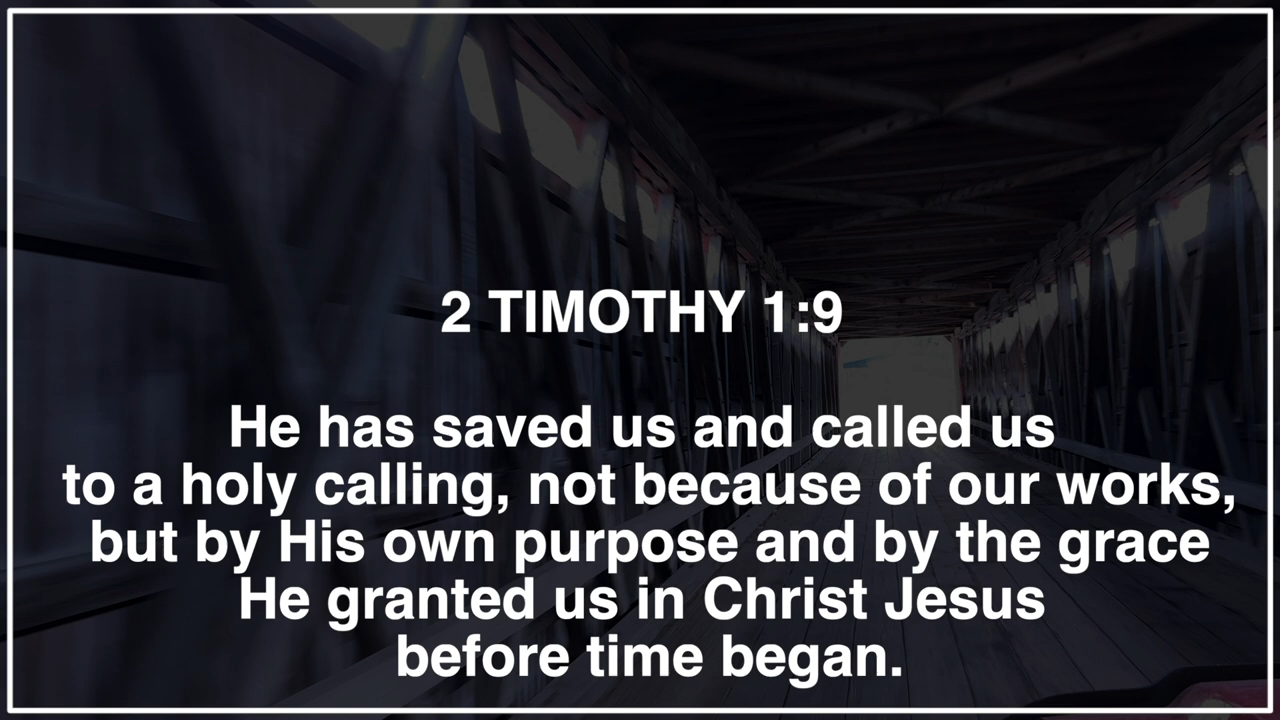 2 TIMOTHY 1:9
He has saved us and called us
to a holy calling, not because of our works,
but by His own purpose and by the grace
He granted us in Christ Jesus
before time began.